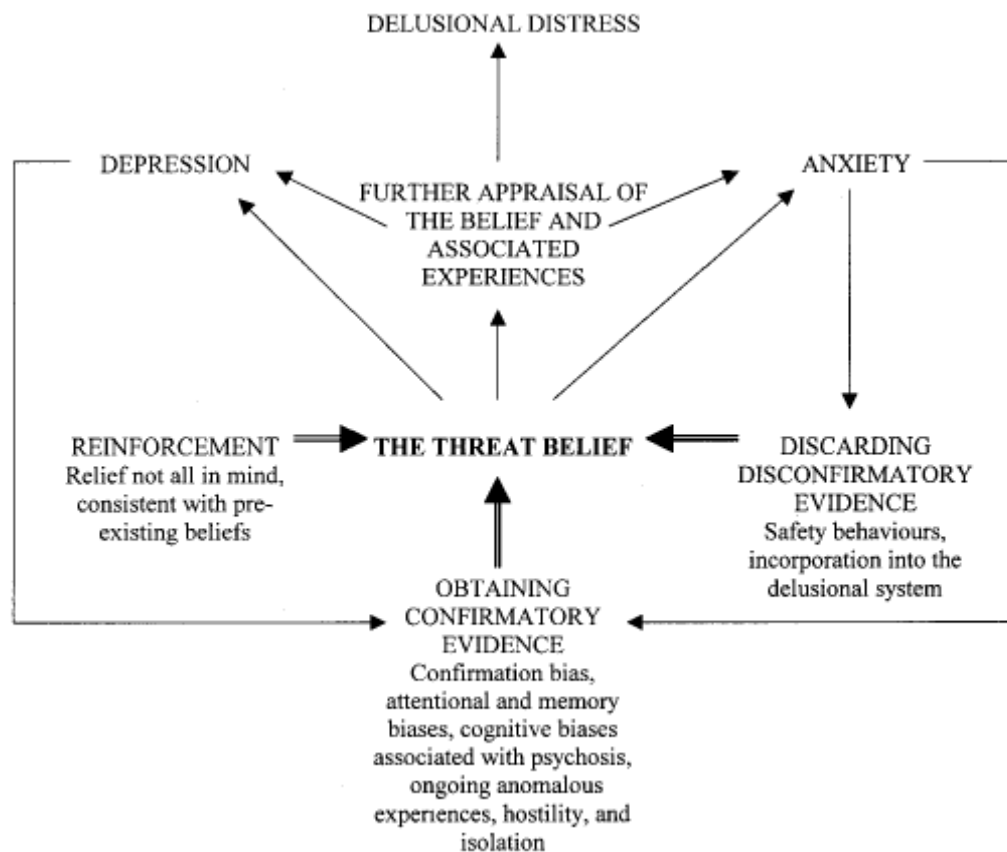 DELUSIONAL DISTRESS
DEPRESSION
ANXIETY
FURTHER APPRAISAL OF
THE BELIEF AND
ASSOCIATED
EXPERIENCES
REINFORCEMENT
Relief not all in mind,
consistent with pre-
existing beliefs
THE THREAT BELIEF
DISCARDING
DISCONFIRMATORY
EVIDENCE
Safety behaviours,
incorporation into the
delusional system
OBTAINING
CONFIRMATORY
EVIDENCE
Confirmation bias,
attentional and memory
biases, cognitive biases
associated with psychosis,
ongoing anomalous
experiences, hostility, and
isolation